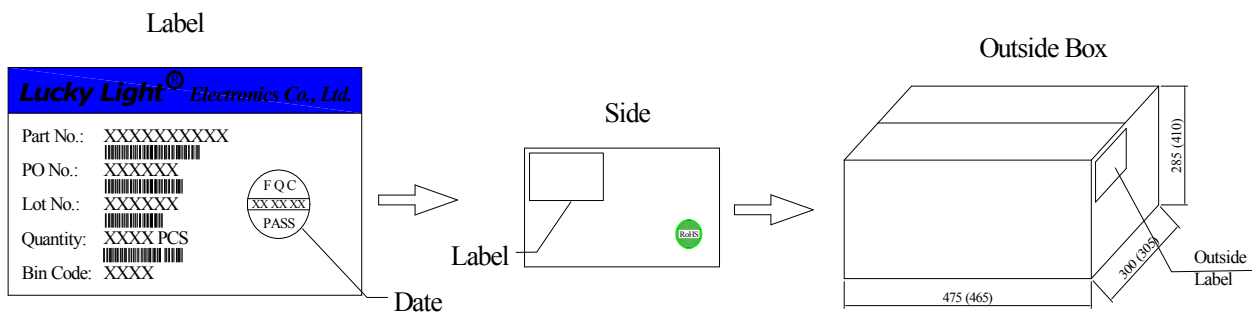 Label
Lucky Light® Electronics Co., Ltd.
Part No.: XXXXXXXXXX
PO No.: XXXXXX
Lot No.: XXXXXX
Quantity: XXXX PCS
Bin Code: XXXX
F Q C
XX XX XX
PASS
Date
Side
RoHS
Label
Outside Box
285 (410)
300 (305)
475 (465)
Outside
Label